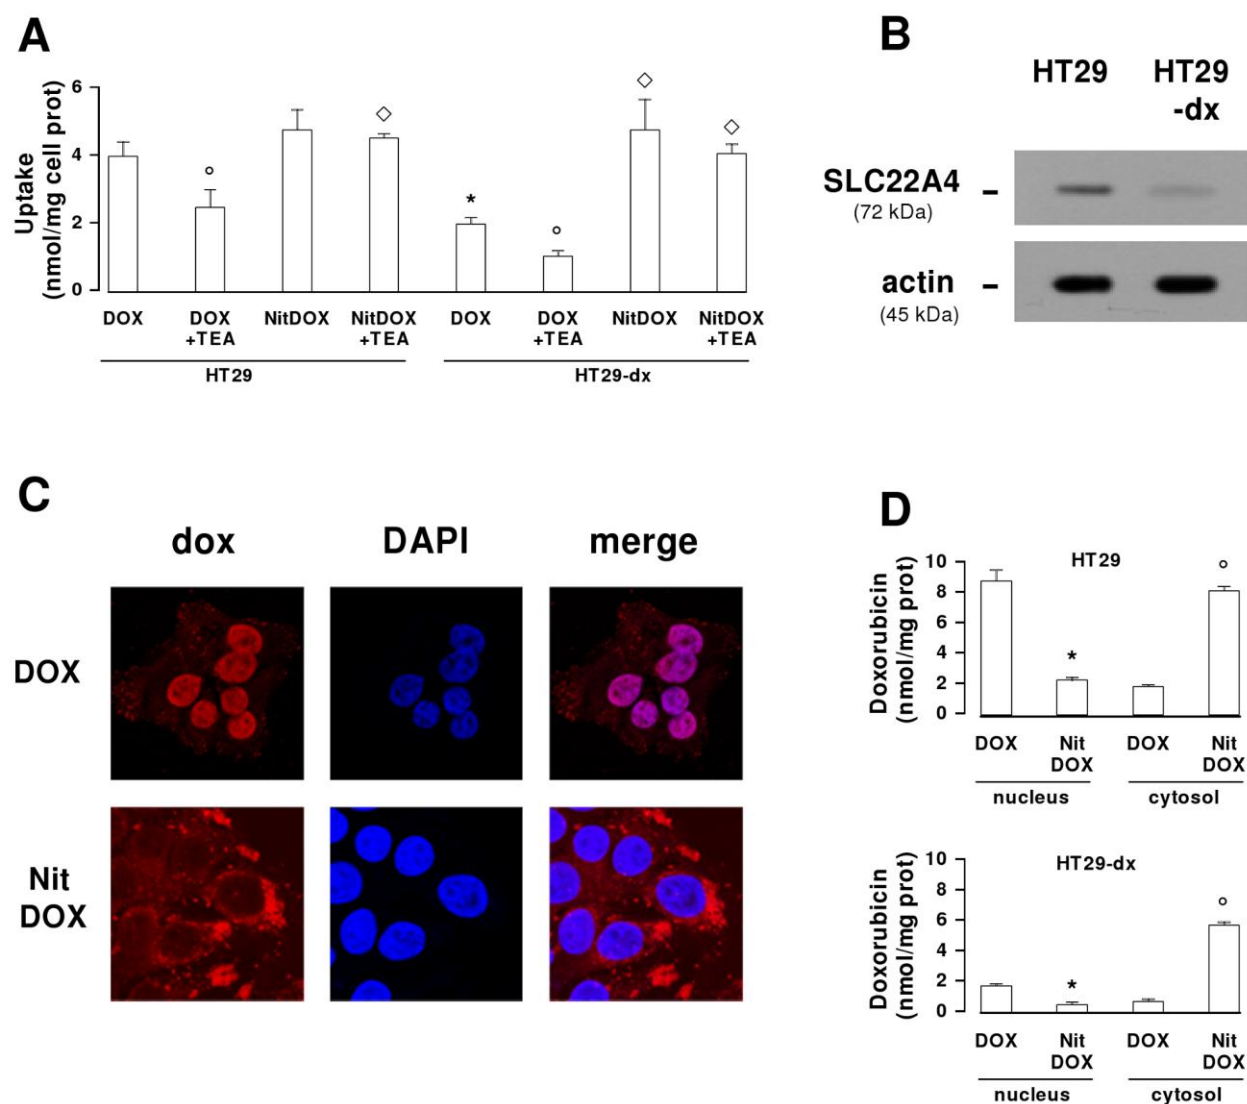 A
Uptake
(nmol/mg cell prot)
6
4
2
0
° ◇ * ° ◇ ◇
DOX DOX NitDOX NitDOX DOX DOX NitDOX NitDOX
+TEA +TEA +TEA +TEA
HT29 HT29-dx
B
HT29 HT29
-dx
SLC22A4 –
(72 kDa)
actin –
(45 kDa)
C
dox DAPI merge
DOX
Nit
DOX
D
HT29
Doxorubicin
(nmol/mg prot)
10
8
6
4
2
0
* °
DOX Nit DOX Nit
DOX DOX
nucleus cytosol
HT29-dx
Doxorubicin
(nmol/mg prot)
10
8
6
4
2
0
* °
DOX Nit DOX Nit
DOX DOX
nucleus cytosol